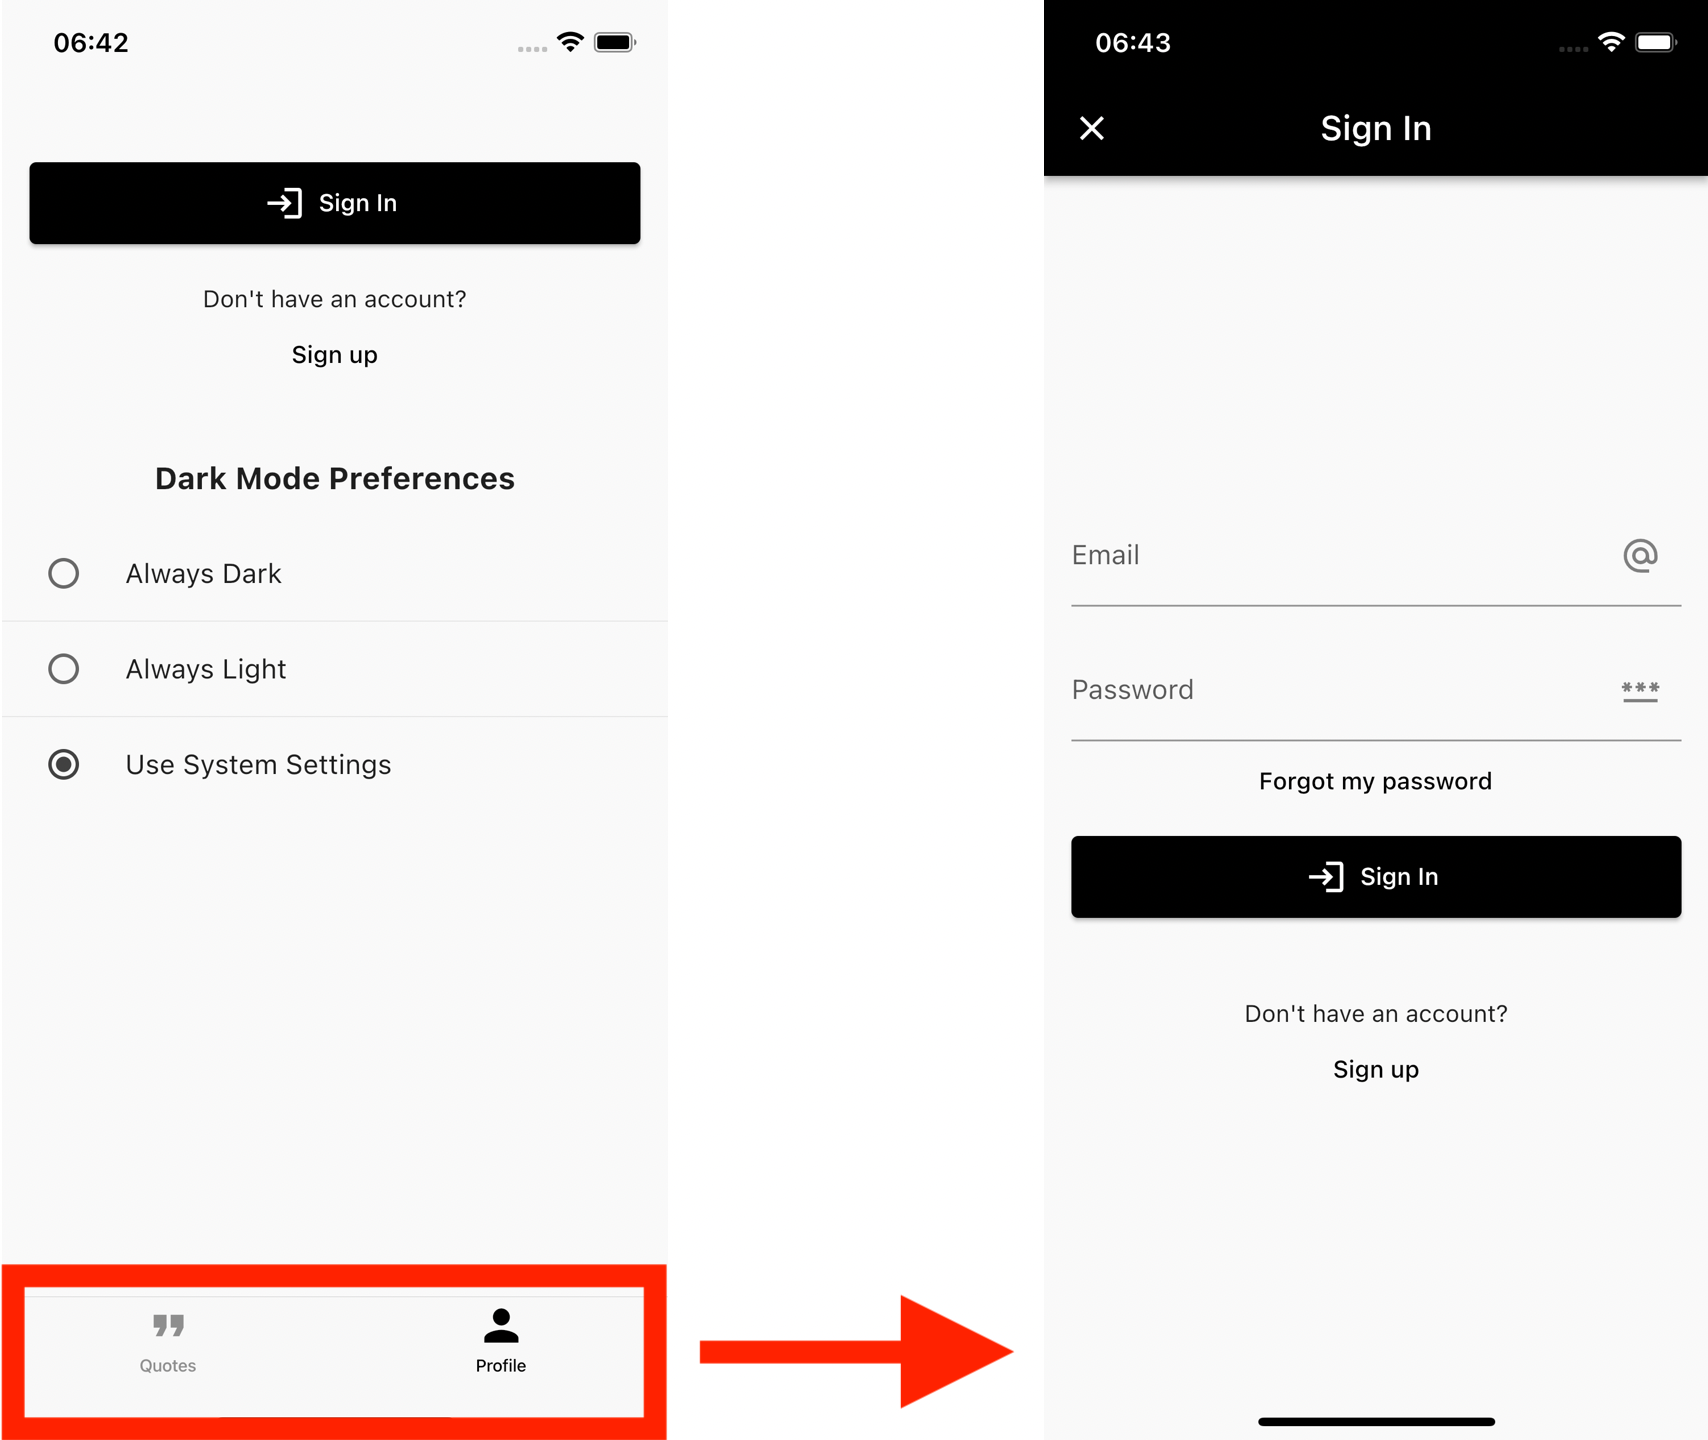 06:42
Sign In
Don't have an account?
Sign up
Dark Mode Preferences
Always Dark
Always Light
Use System Settings
Quotes
Profile
06:43
Sign In
Email
Password
***
Forgot my password
Sign In
Don't have an account?
Sign up